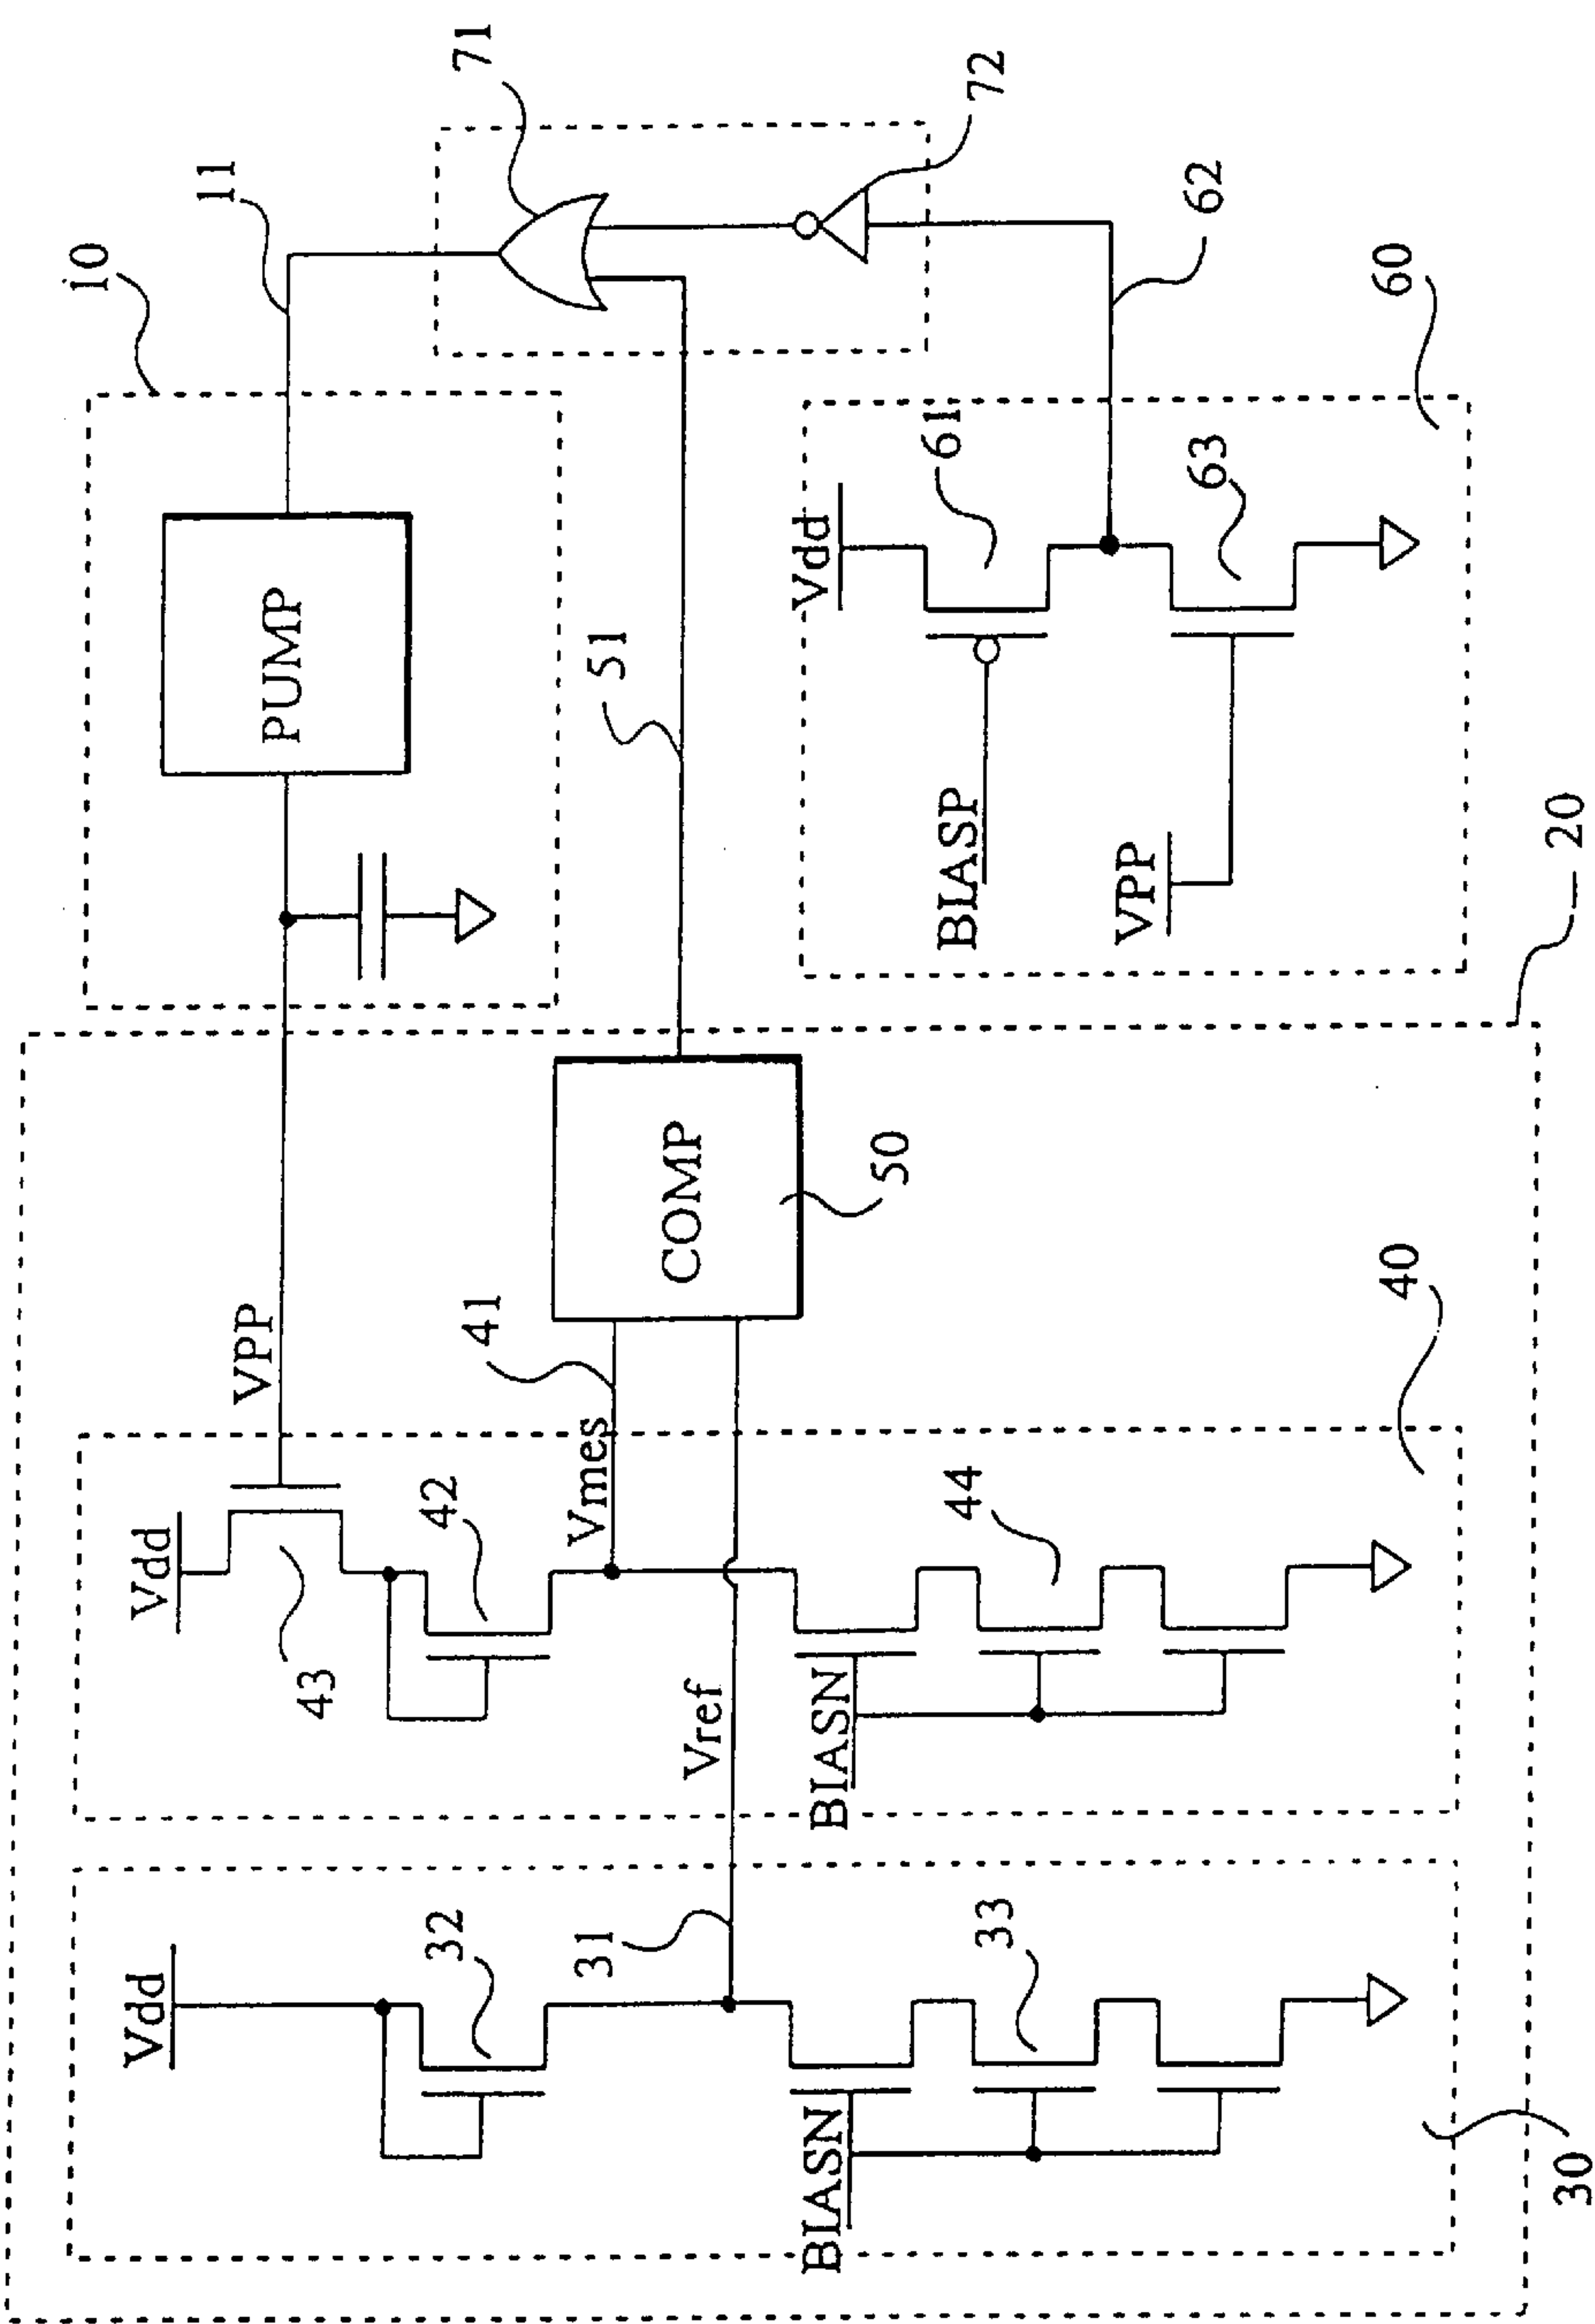 10
Vdd
Vdd
11
VPP
PUMP
43
32
42
71
41
31
Vmes
51
COMP
Vref
Vdd
BIASN
BIASN
50
61
44
BIASP
72
33
VPP
63
62
40
60
20
30